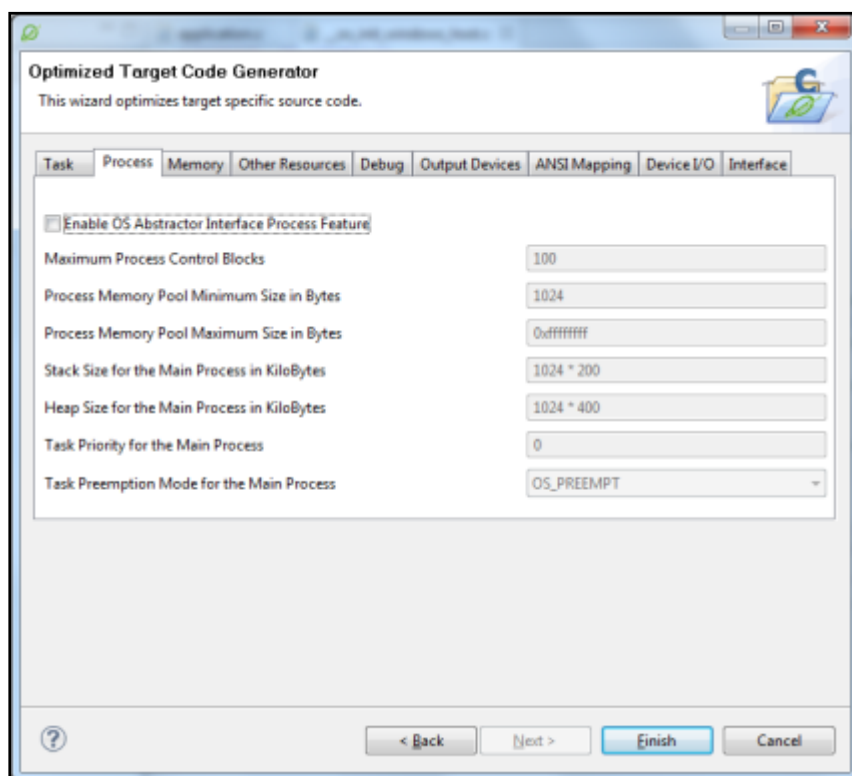 Optimized Target Code Generator
This wizard optimizes target specific source code.
Task Process Memory Other Resources Debug Output Devices ANSI Mapping Device I/O Interface
Enable OS Abstractor Interface Process Feature
Maximum Process Control Blocks 100
Process Memory Pool Minimum Size in Bytes 1024
Process Memory Pool Maximum Size in Bytes 0xffffffff
Stack Size for the Main Process in KiloBytes 1024 * 200
Heap Size for the Main Process in KiloBytes 1024 * 400
Task Priority for the Main Process 0
Task Preemption Mode for the Main Process OS_PREEMPT
? < Back Next > Finish Cancel